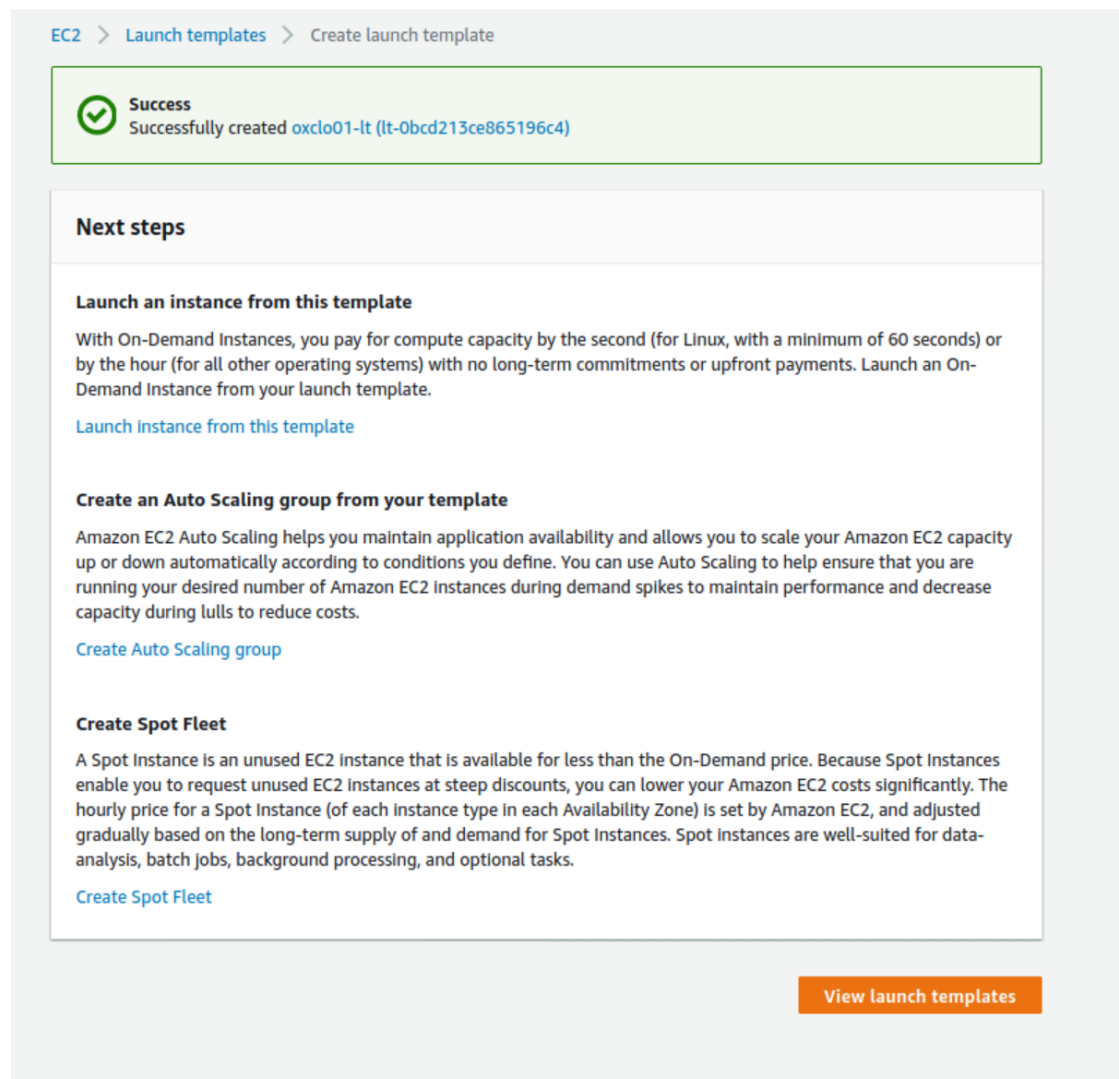 EC2 > Launch templates > Create launch template
Success
Successfully created oxclo01-lt (lt-0bcd213ce865196c4)
Next steps
Launch an instance from this template
With On-Demand Instances, you pay for compute capacity by the second (for Linux, with a minimum of 60 seconds) or
by the hour (for all other operating systems) with no long-term commitments or upfront payments. Launch an On-
Demand Instance from your launch template.
Launch instance from this template
Create an Auto Scaling group from your template
Amazon EC2 Auto Scaling helps you maintain application availability and allows you to scale your Amazon EC2 capacity
up or down automatically according to conditions you define. You can use Auto Scaling to help ensure that you are
running your desired number of Amazon EC2 instances during demand spikes to maintain performance and decrease
capacity during lulls to reduce costs.
Create Auto Scaling group
Create Spot Fleet
A Spot Instance is an unused EC2 instance that is available for less than the On-Demand price. Because Spot Instances
enable you to request unused EC2 instances at steep discounts, you can lower your Amazon EC2 costs significantly. The
hourly price for a Spot Instance (of each instance type in each Availability Zone) is set by Amazon EC2, and adjusted
gradually based on the long-term supply of and demand for Spot Instances. Spot instances are well-suited for data-
analysis, batch jobs, background processing, and optional tasks.
Create Spot Fleet
View launch templates